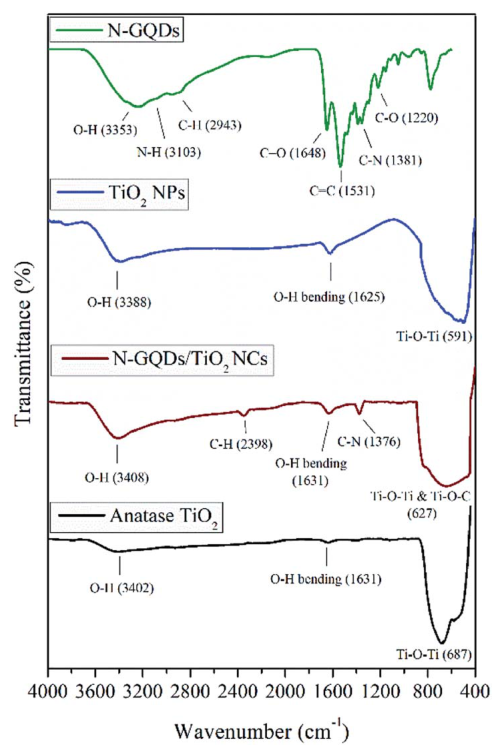 N-GQDs
O-H (3353)
N-H (3103)
C-H (2943)
C=O (1648)
C=C (1531)
C-N (1381)
C-O (1220)
TiO2 NPs
O-H (3388)
O-H bending (1625)
Ti-O-Ti (591)
N-GQDs/TiO2 NCs
O-H (3408)
C-H (2398)
O-H bending
(1631)
C-N (1376)
Ti-O-Ti & Ti-O-C
(627)
Anatase TiO2
O-H (3402)
O-H bending (1631)
Ti-O-Ti (687)
Transmittance (%)
4000 3600 3200 2800 2400 2000 1600 1200 800 400
Wavenumber (cm-1)